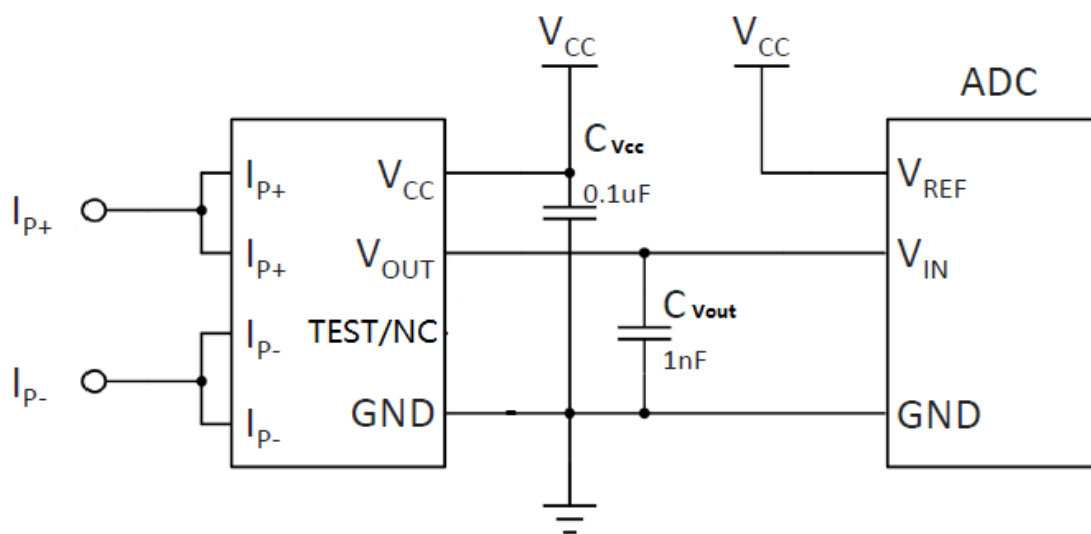 VCC
VCC
ADC
CVcc
0.1uF
IP+
IP+
IP+
VCC
VREF
VOUT
VIN
CVout
1nF
IP-
IP-
IP-
TEST/NC
GND
GND